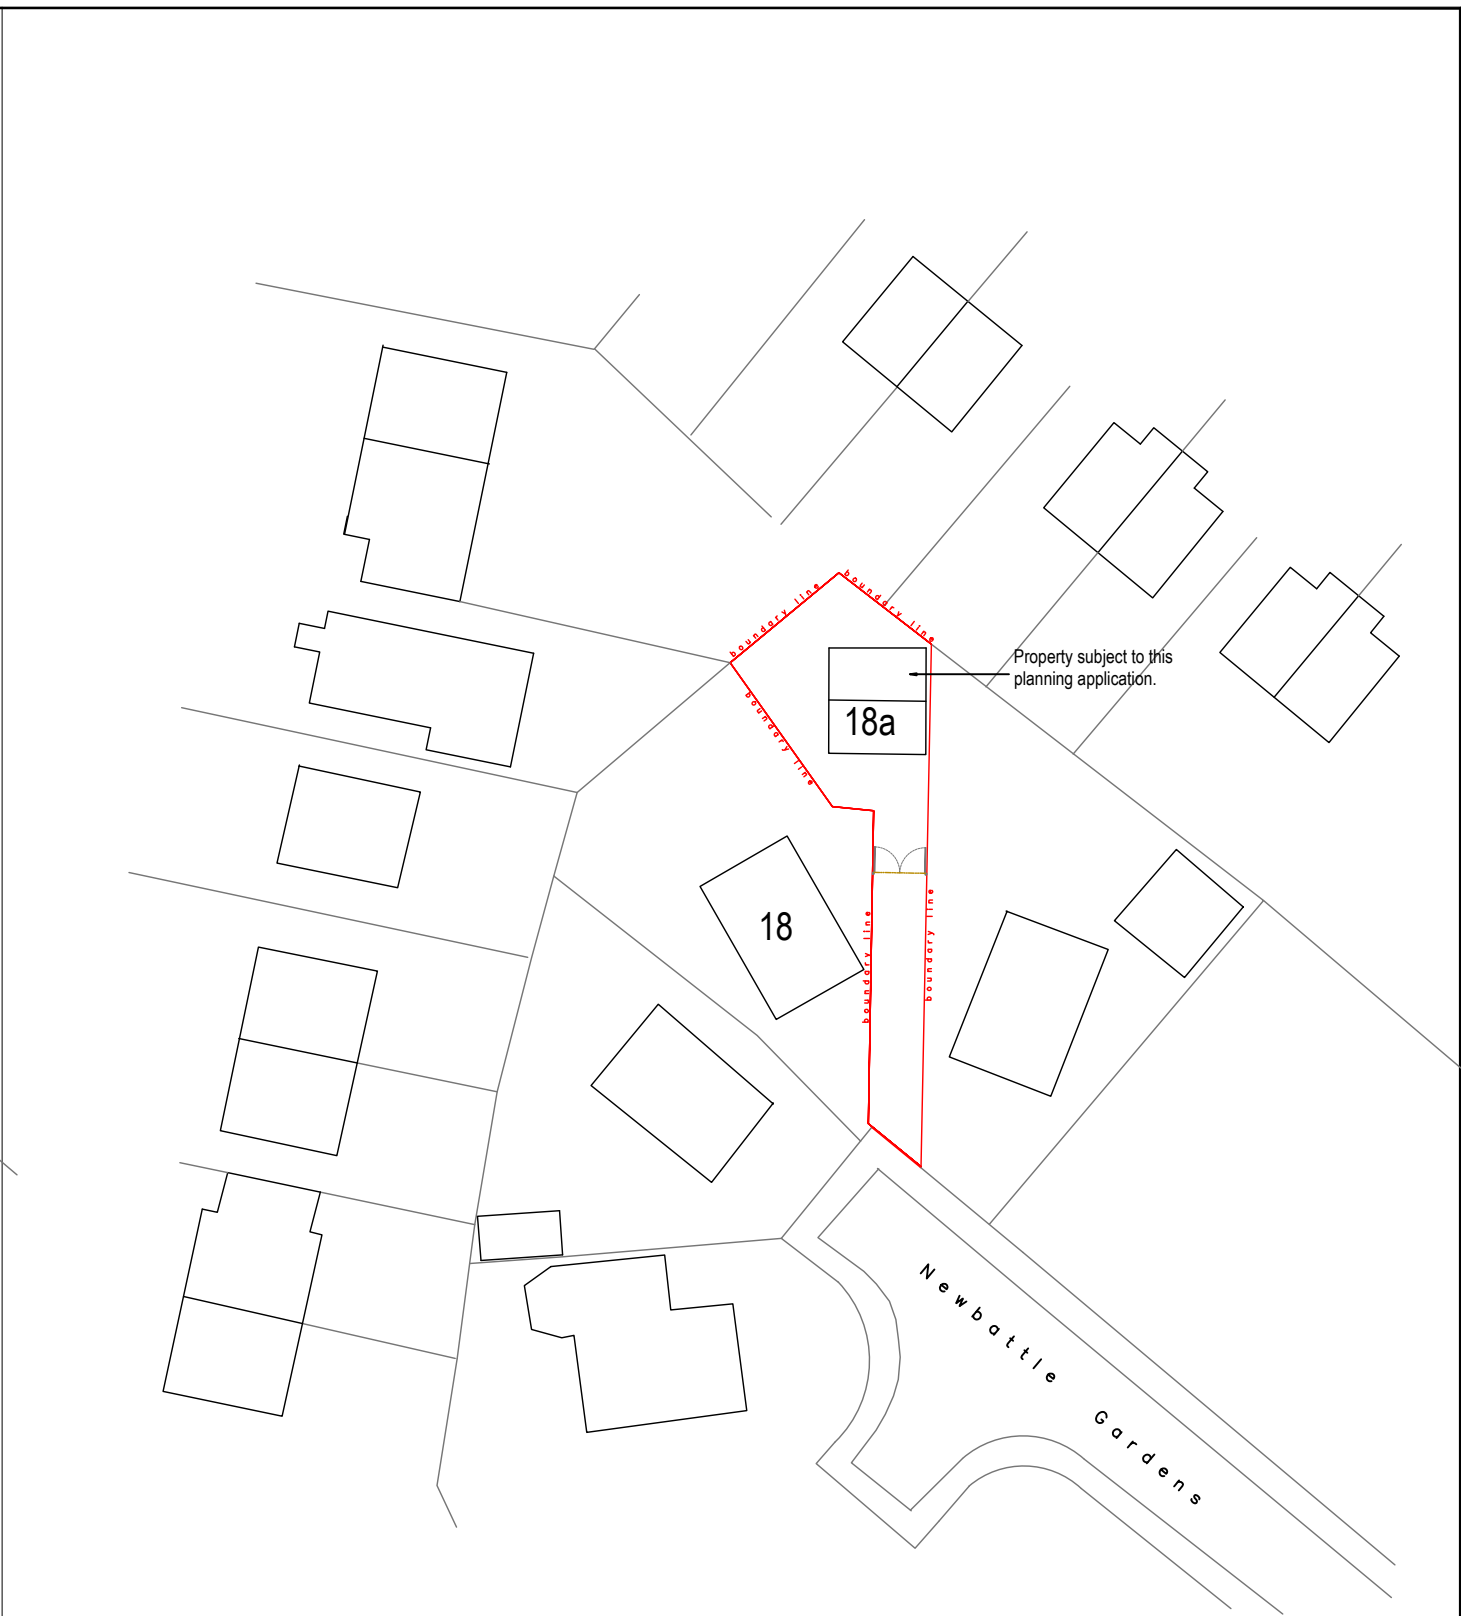 boundary line
boundary line
Property subject to this
planning application.
boundary line
18a
18
boundary line
boundary line
Newbattle Gardens